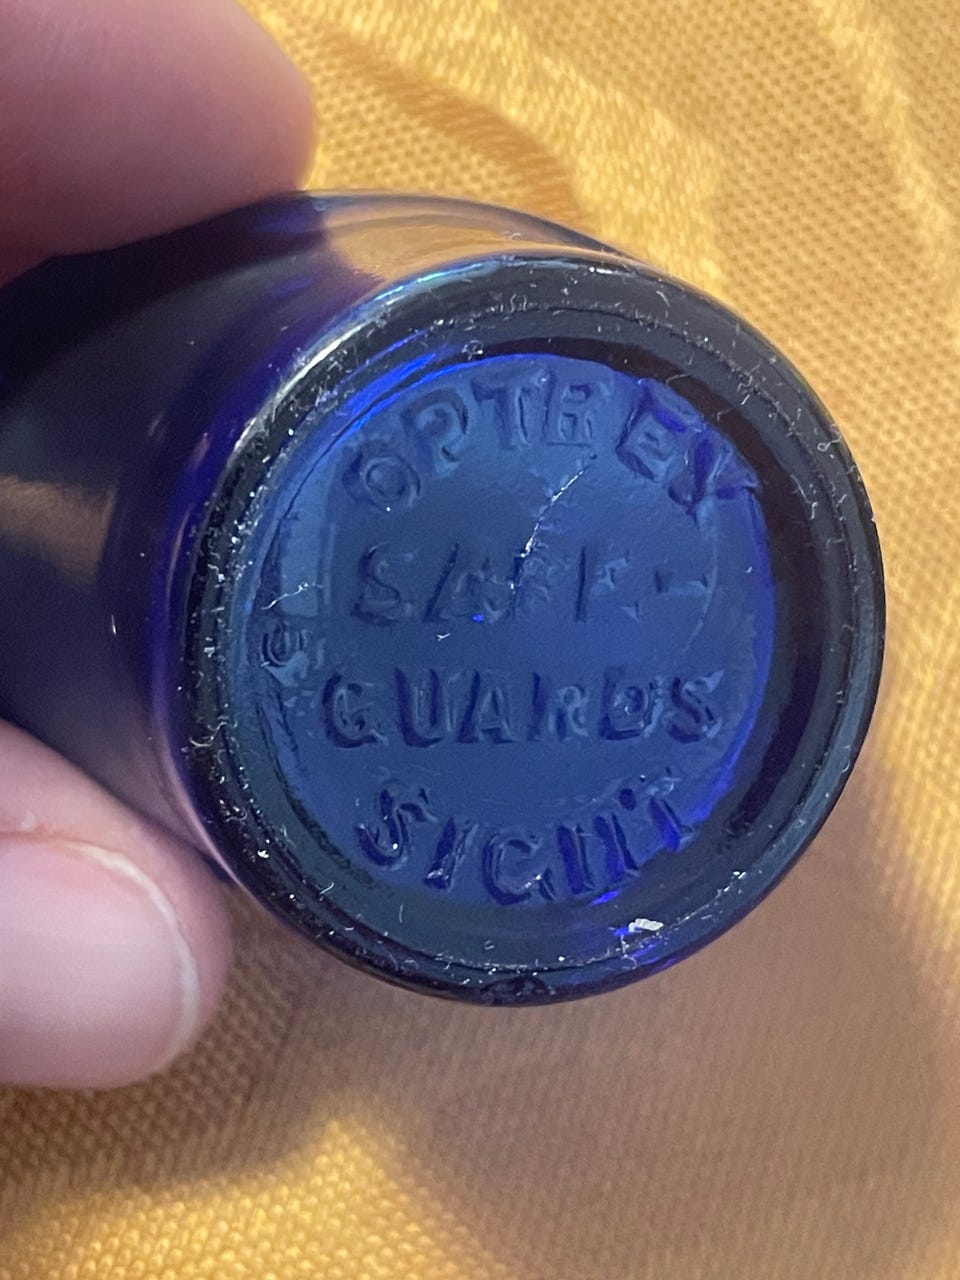 OPTREX
SAFE-
GUARDS
SIGHT